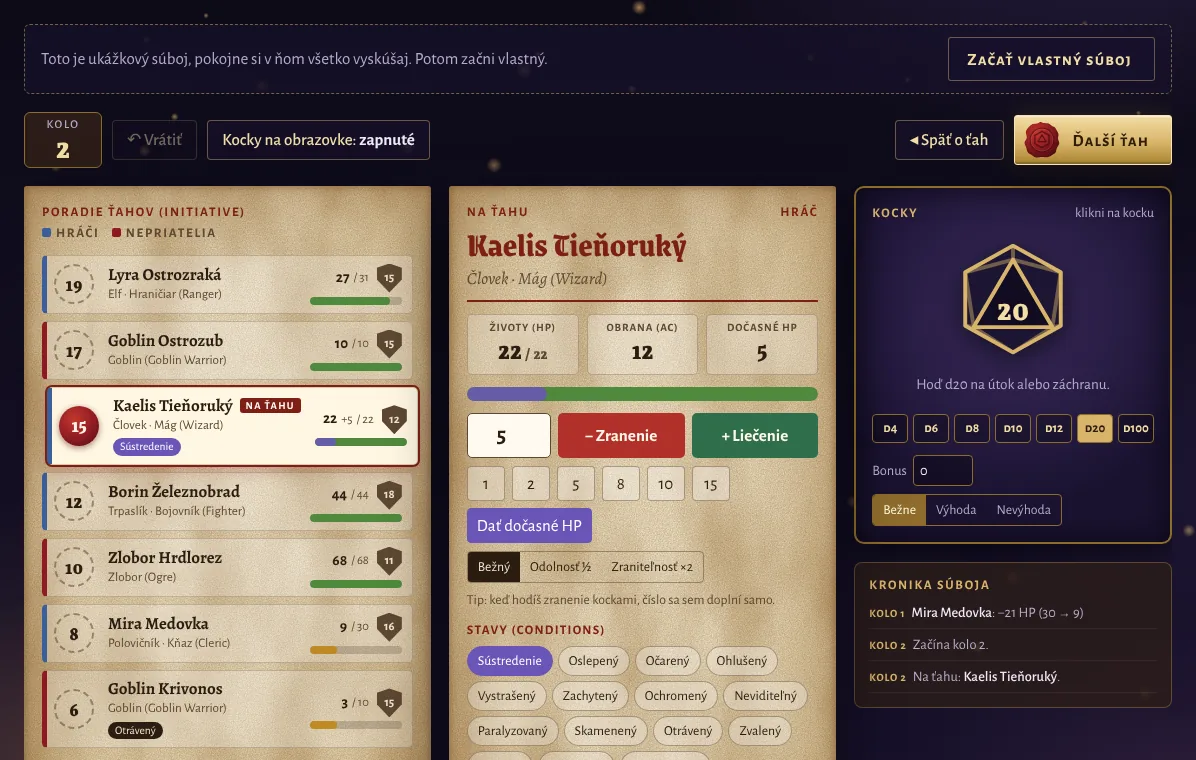 Toto je ukážkový súboj, pokojne si v ňom všetko vyskúšaj. Potom začni vlastný.
ZAČAŤ VLASTNÝ SÚBOJ
KOLO
2
↶ Vrátiť
Kocky na obrazovke: zapnuté
◂ Späť o ťah
ĎALŠÍ ŤAH
PORADIE ŤAHOV (INITIATIVE)
HRÁČI NEPRIATELIA
19
Lyra Ostrozraká
Elf · Hraničiar (Ranger)
27 / 31
15
17
Goblin Ostrozub
Goblin (Goblin Warrior)
10 / 10
15
15
Kaelis Tieňoruký NA ŤAHU
Človek · Mág (Wizard)
Sústredenie
22 +5 / 22
12
12
Borin Železnobrad
Trpaslík · Bojovník (Fighter)
44 / 44
18
10
Zlobor Hrdlorez
Zlobor (Ogre)
68 / 68
11
8
Mira Medovka
Polovičník · Kňaz (Cleric)
9 / 30
16
6
Goblin Krivonos
Goblin (Goblin Warrior)
Otrávený
3 / 10
15
NA ŤAHU
HRÁČ
Kaelis Tieňoruký
Človek · Mág (Wizard)
ŽIVOTY (HP)
22 / 22
OBRANA (AC)
12
DOČASNÉ HP
5
5
− Zranenie
+ Liečenie
1 2 5 8 10 15
Dať dočasné HP
Bežný Odolnosť ½ Zraniteľnosť ×2
Tip: keď hodíš zranenie kockami, číslo sa sem doplní samo.
STAVY (CONDITIONS)
Sústredenie Oslepený Očarený Ohlušený
Vystrašený Zachytený Ochromený Neviditeľný
Paralyzovaný Skamenený Otrávený Zvalený
KOCKY
klikni na kocku
20
Hoď d20 na útok alebo záchranu.
D4 D6 D8 D10 D12 D20 D100
Bonus 0
Bežne Výhoda Nevýhoda
KRONIKA SÚBOJA
KOLO 1 Mira Medovka: −21 HP (30 → 9)
KOLO 2 Začína kolo 2.
KOLO 2 Na ťahu: Kaelis Tieňoruký.